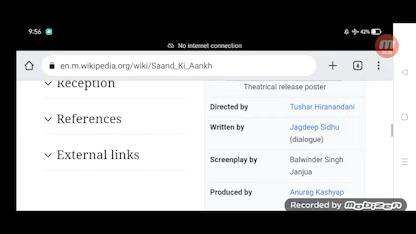 9:56
42%
No internet connection
en.m.wikipedia.org/wiki/Saand_Ki_Aankh
4
Reception
References
External links
Theatrical release poster
Directed by Tushar Hiranandani
Written by Jagdeep Sidhu
(dialogue)
Screenplay by Balwinder Singh
Janjua
Produced by Anurag Kashyap
Recorded by mobizen